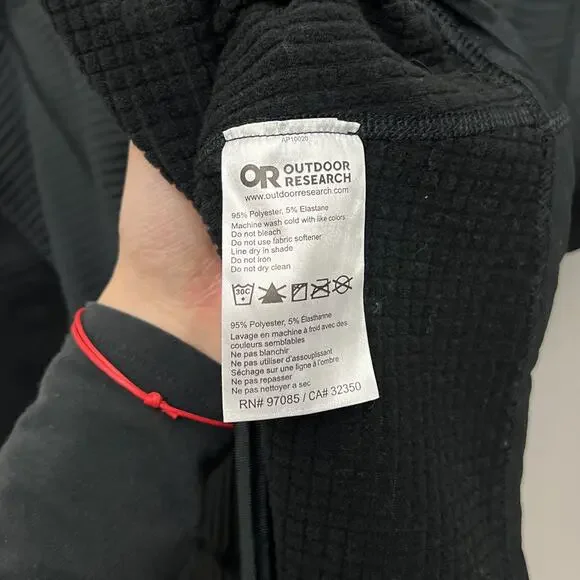 AP10020
OR OUTDOOR
RESEARCH
www.outdoorresearch.com
95% Polyester, 5% Elastane
Machine wash cold with like colors
Do not bleach
Do not use fabric softener
Line dry in shade
Do not iron
Do not dry clean
30C
95% Polyester, 5% Élasthanne
Lavage en machine à froid avec des
couleurs semblables
Ne pas blanchir
Ne pas utiliser d'assouplissant
Séchage sur une ligne à l'ombre
Ne pas repasser
Ne pas nettoyer a sec
RN# 97085 / CA# 32350